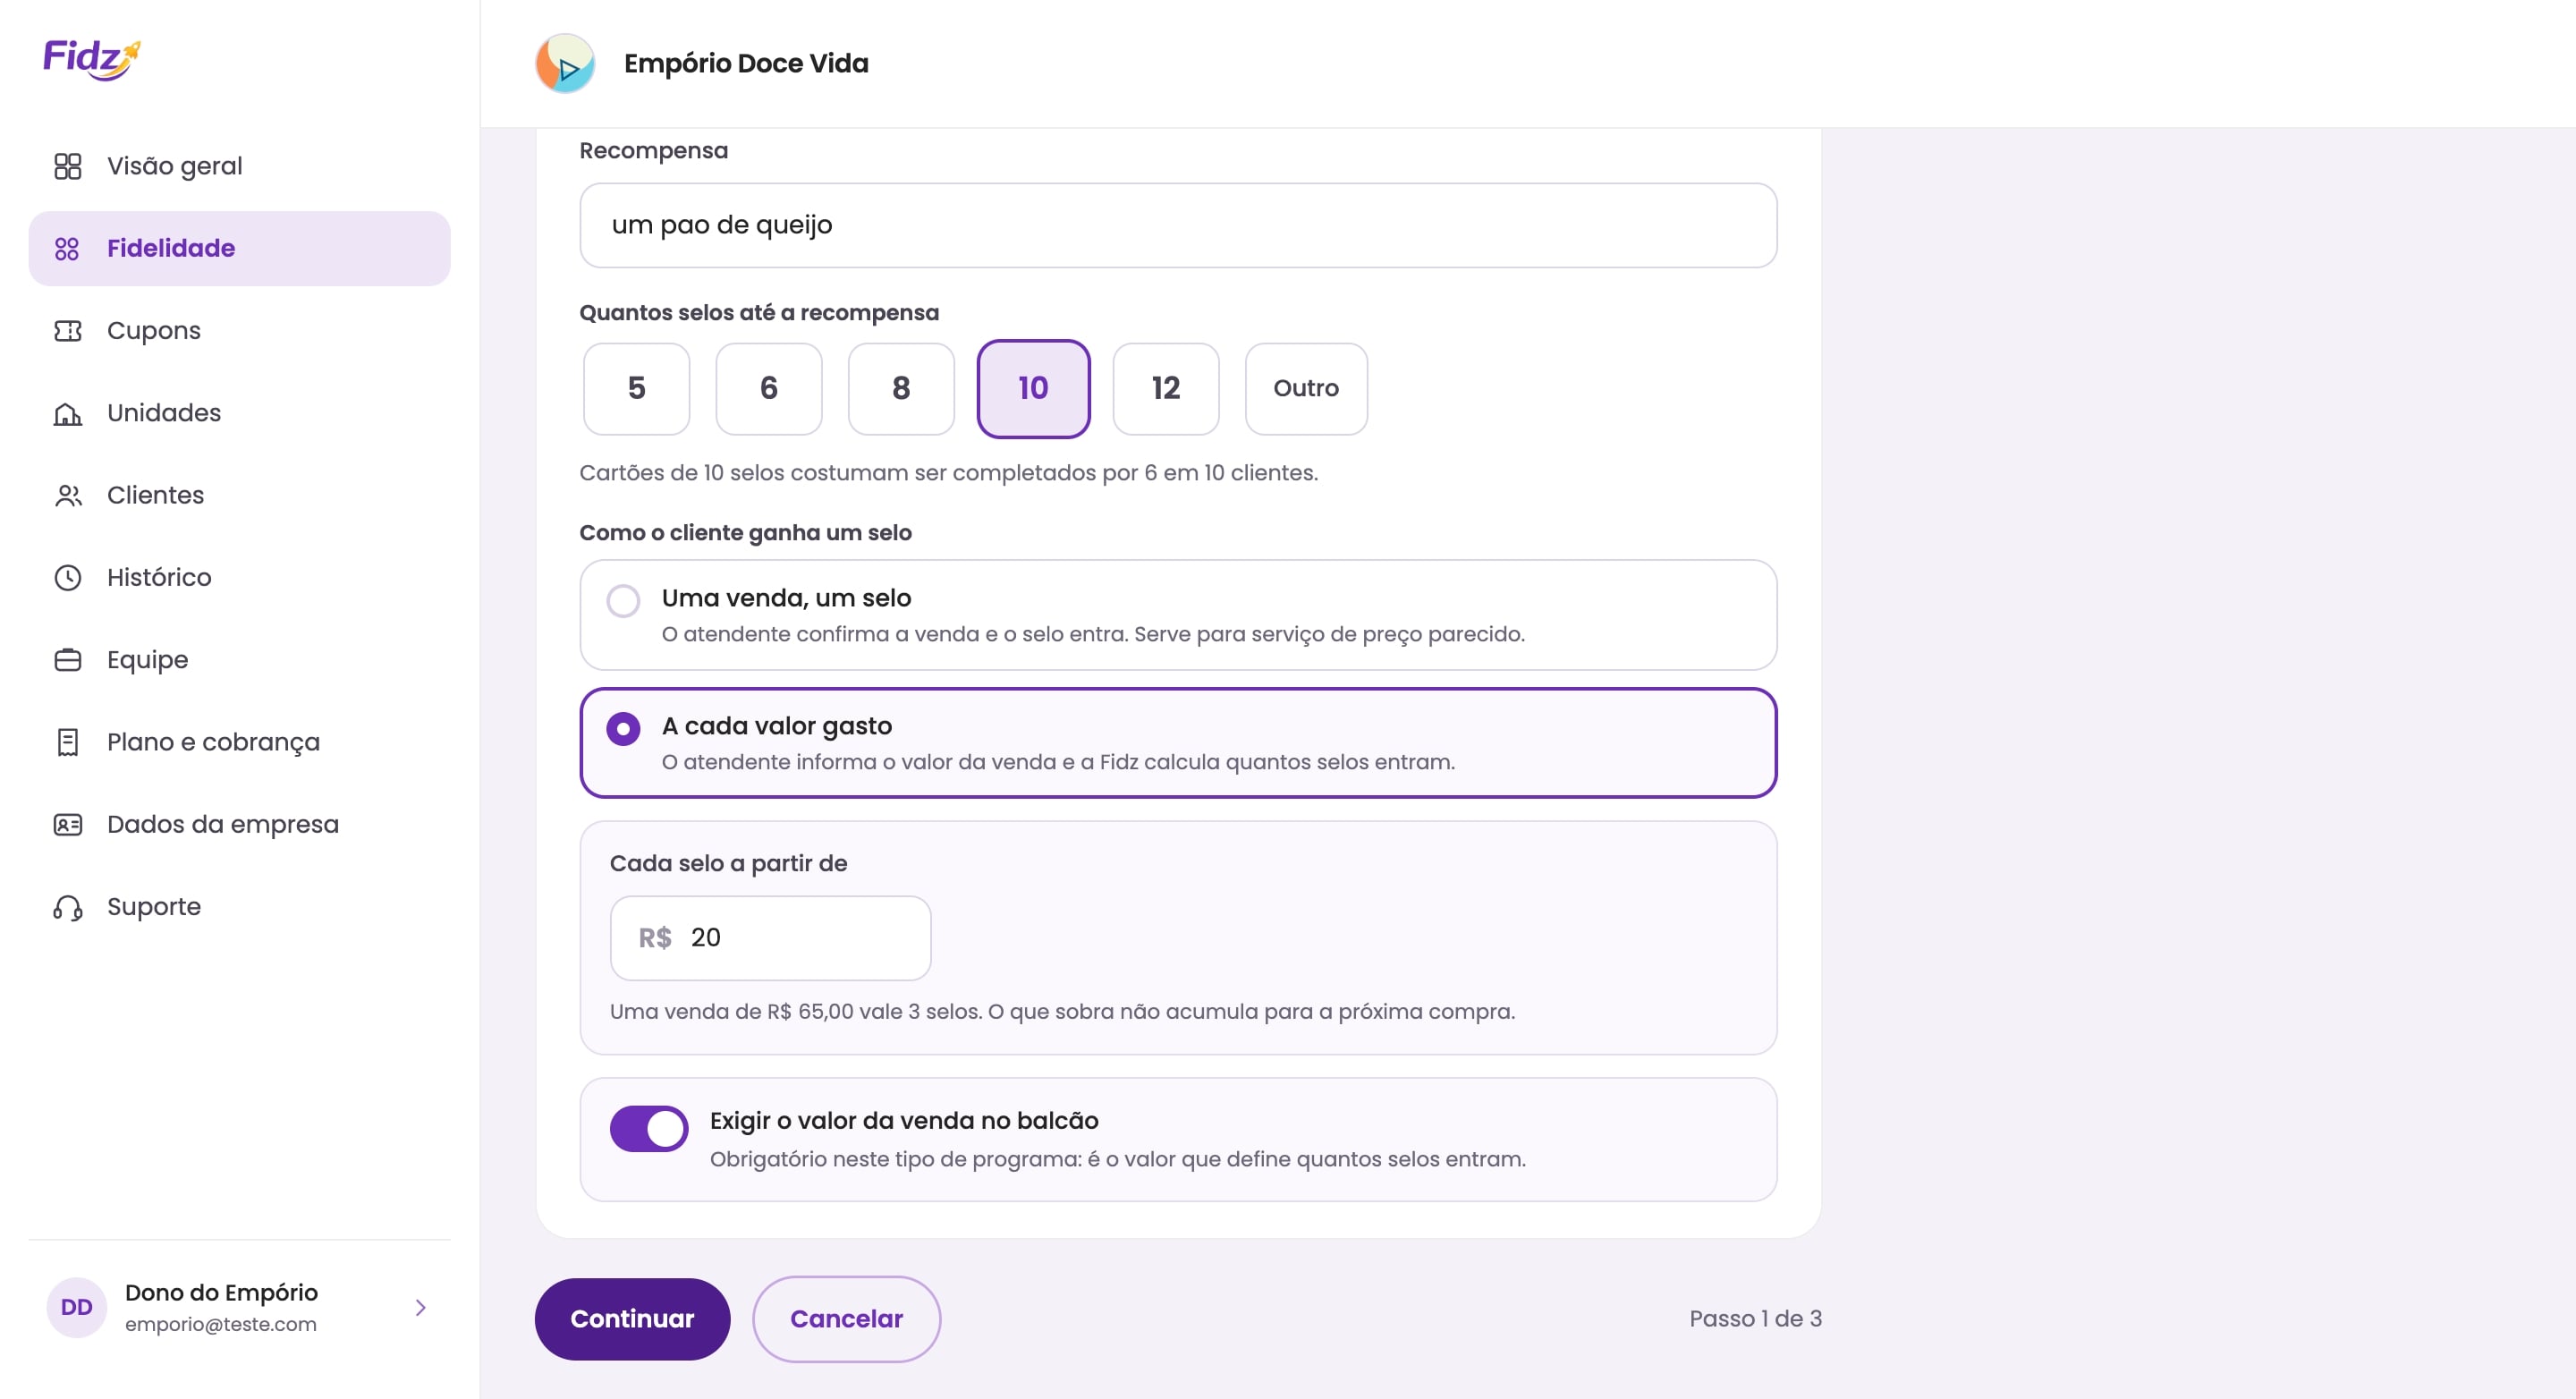 Fidz
Visão geral
Fidelidade
Cupons
Unidades
Clientes
Histórico
Equipe
Plano e cobrança
Dados da empresa
Suporte
DD
Dono do Empório
emporio@teste.com
Empório Doce Vida
Recompensa
um pao de queijo
Quantos selos até a recompensa
5 6 8 10 12 Outro
Cartões de 10 selos costumam ser completados por 6 em 10 clientes.
Como o cliente ganha um selo
Uma venda, um selo
O atendente confirma a venda e o selo entra. Serve para serviço de preço parecido.
A cada valor gasto
O atendente informa o valor da venda e a Fidz calcula quantos selos entram.
Cada selo a partir de
R$ 20
Uma venda de R$ 65,00 vale 3 selos. O que sobra não acumula para a próxima compra.
Exigir o valor da venda no balcão
Obrigatório neste tipo de programa: é o valor que define quantos selos entram.
Continuar Cancelar Passo 1 de 3